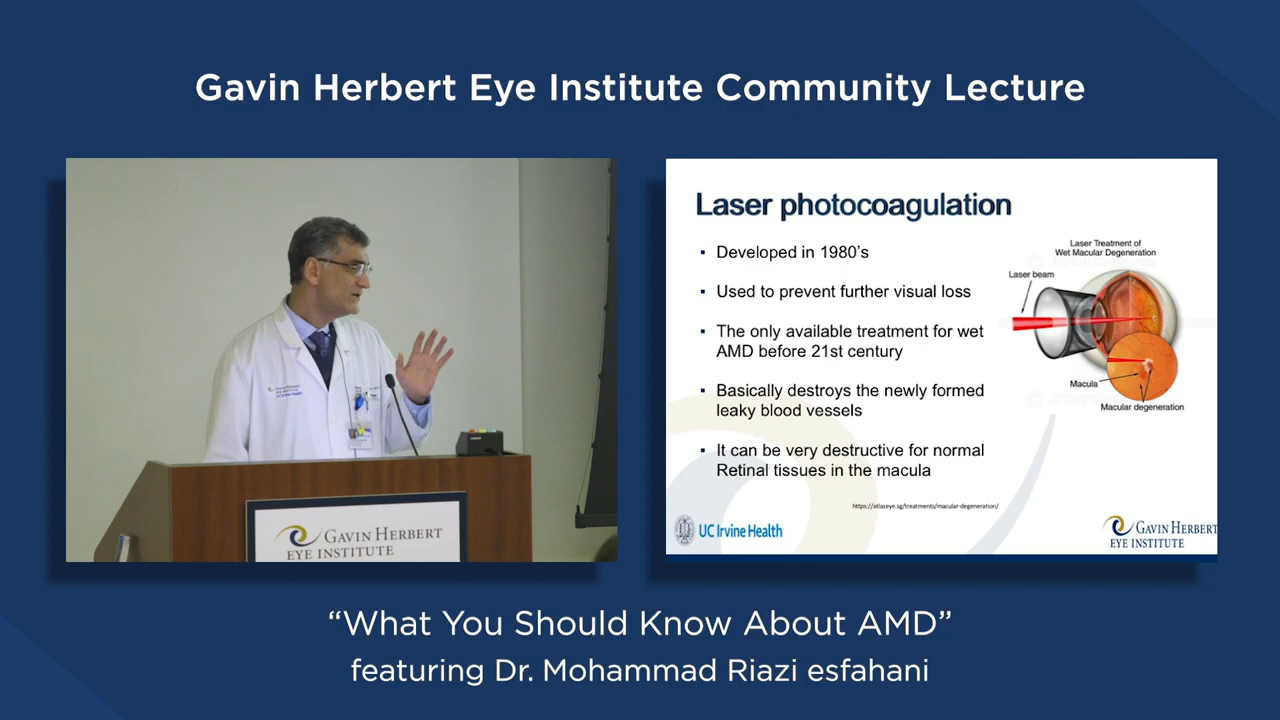 Gavin Herbert Eye Institute Community Lecture
Laser photocoagulation
▪ Developed in 1980’s
▪ Used to prevent further visual loss
▪ The only available treatment for wet
AMD before 21st century
▪ Basically destroys the newly formed
leaky blood vessels
▪ It can be very destructive for normal
Retinal tissues in the macula
Laser Treatment of
Wet Macular Degeneration
Laser beam
Macula
Macular degeneration
https://atlaseye.sg/treatments/macular-degeneration/
UC Irvine Health
GAVIN HERBERT
EYE INSTITUTE
GAVIN HERBERT
EYE INSTITUTE
“What You Should Know About AMD”
featuring Dr. Mohammad Riazi esfahani